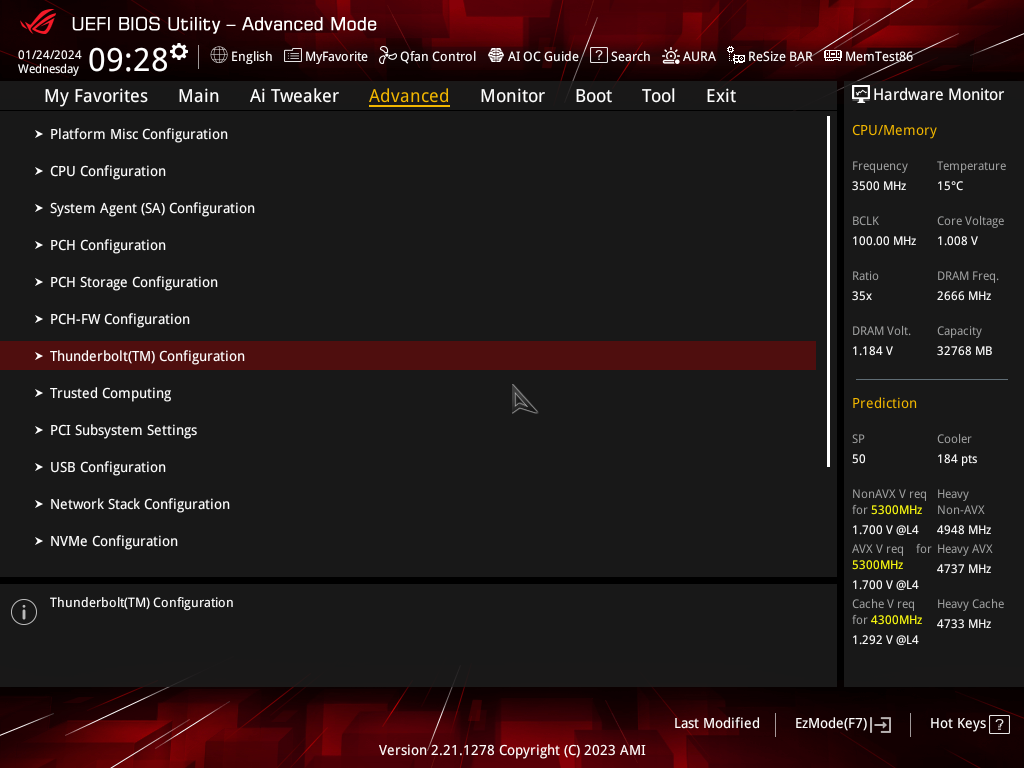 UEFI BIOS Utility – Advanced Mode
01/24/2024
Wednesday
09:28
English
MyFavorite
Qfan Control
AI OC Guide
? Search
AURA
ReSize BAR
MemTest86
My Favorites
Main
Ai Tweaker
Advanced
Monitor
Boot
Tool
Exit
Platform Misc Configuration
CPU Configuration
System Agent (SA) Configuration
PCH Configuration
PCH Storage Configuration
PCH-FW Configuration
Thunderbolt(TM) Configuration
Trusted Computing
PCI Subsystem Settings
USB Configuration
Network Stack Configuration
NVMe Configuration
Thunderbolt(TM) Configuration
Hardware Monitor
CPU/Memory
Frequency Temperature
3500 MHz 15°C
BCLK Core Voltage
100.00 MHz 1.008 V
Ratio DRAM Freq.
35x 2666 MHz
DRAM Volt. Capacity
1.184 V 32768 MB
Prediction
SP Cooler
50 184 pts
NonAVX V req Heavy
for 5300MHz Non-AVX
1.700 V @L4 4948 MHz
AVX V req for Heavy AVX
5300MHz 4737 MHz
1.700 V @L4
Cache V req Heavy Cache
for 4300MHz 4733 MHz
1.292 V @L4
Last Modified
EzMode(F7)
Hot Keys ?
Version 2.21.1278 Copyright (C) 2023 AMI